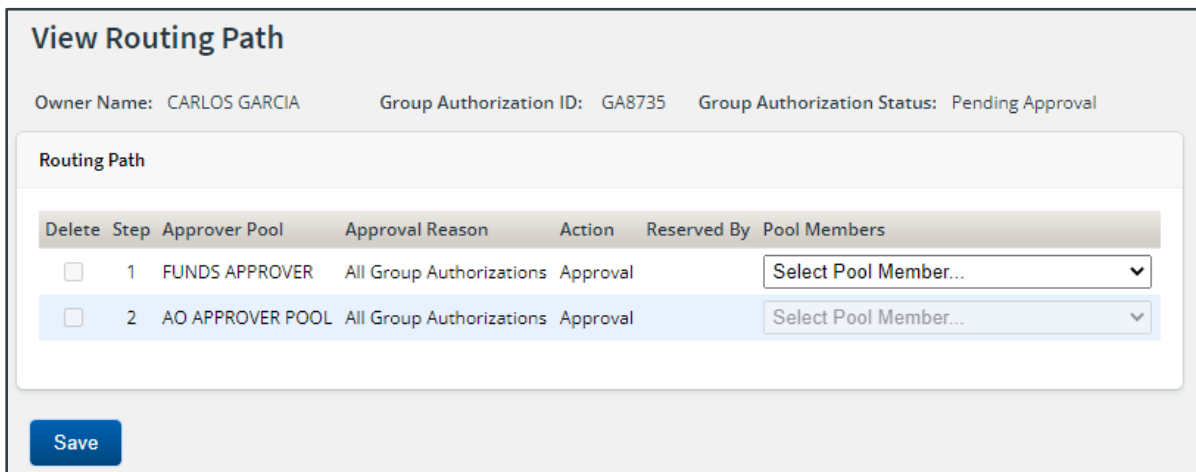 View Routing Path
Owner Name: CARLOS GARCIA Group Authorization ID: GA8735 Group Authorization Status: Pending Approval
Routing Path
Delete Step Approver Pool Approval Reason Action Reserved By Pool Members
1 FUNDS APPROVER All Group Authorizations Approval Select Pool Member...
2 AO APPROVER POOL All Group Authorizations Approval Select Pool Member...
Save